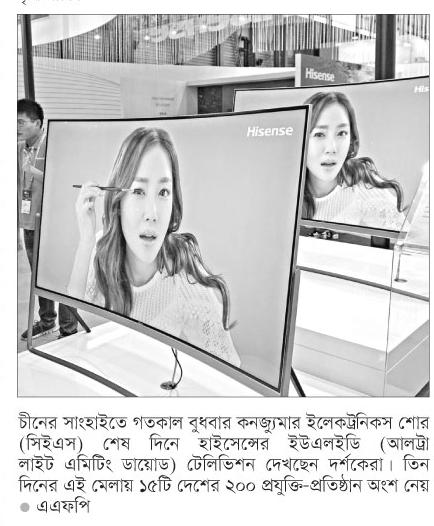 Hisense
Hisense
His
চীনের সাংহাইতে গতকাল বুধবার কনজ্যুমার ইলেকট্রনিকস শোর
(সিইএস) শেষ দিনে হাইসেন্সের ইউএলইডি (আলট্রা
লাইট এমিটিং ডায়োড) টেলিভিশন দেখছেন দর্শকেরা। তিন
দিনের এই মেলায় ১৫টি দেশের ২০০ প্রযুক্তি-প্রতিষ্ঠান অংশ নেয়
● এএফপি